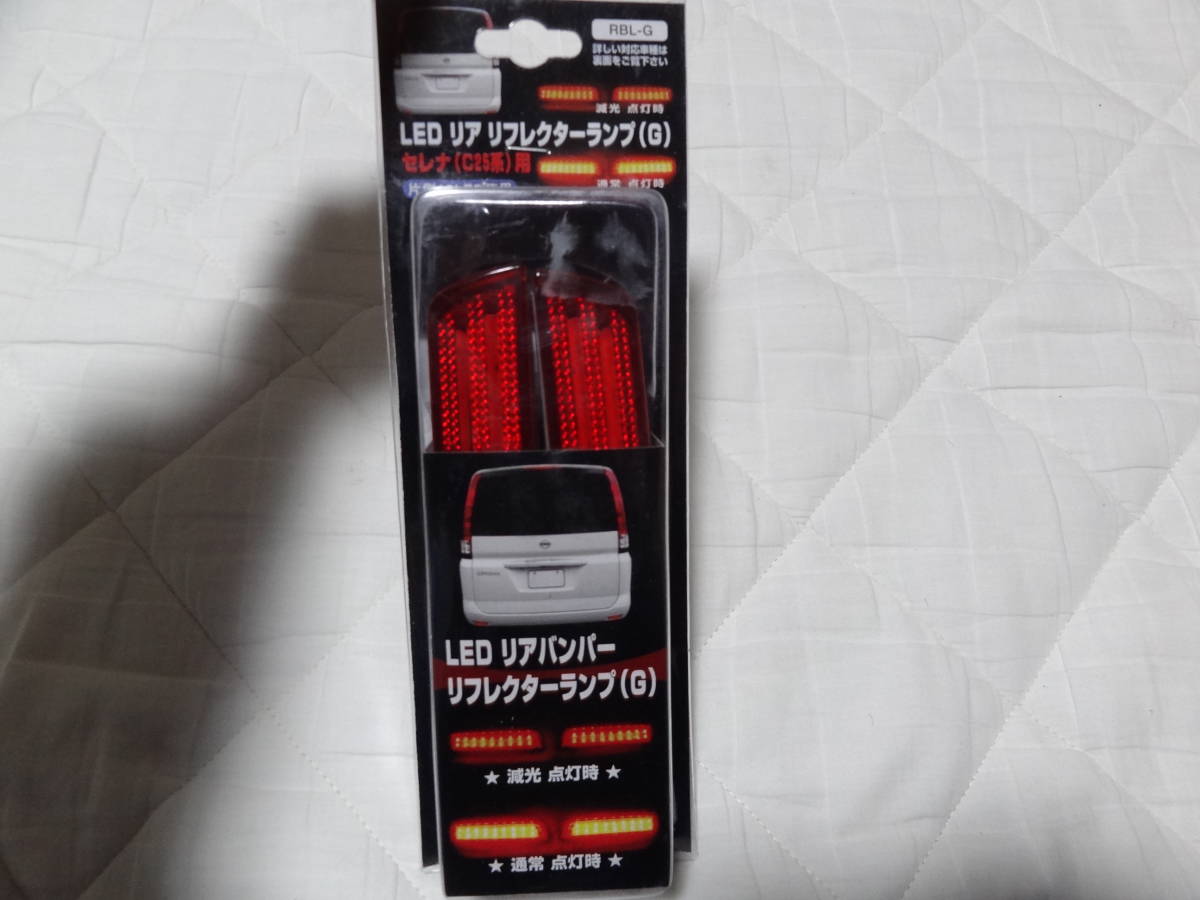 RBL-G
詳しい対応車種は
裏面をご覧下さい
減光 点灯時
LED リア リフレクターランプ(G)
セレナ(C25系)用
通常 点灯時
LED リアバンパー
リフレクターランプ(G)
★ 減光 点灯時 ★
★ 通常 点灯時 ★